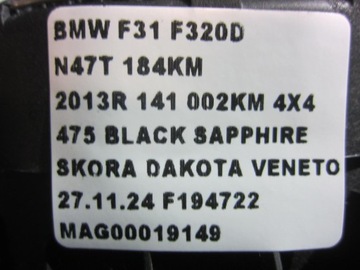 BMW F31 F320D
N47T 184KM
2013R 141 002KM 4X4
475 BLACK SAPPHIRE
SKORA DAKOTA VENETO
27.11.24 F194722
MAG00019149